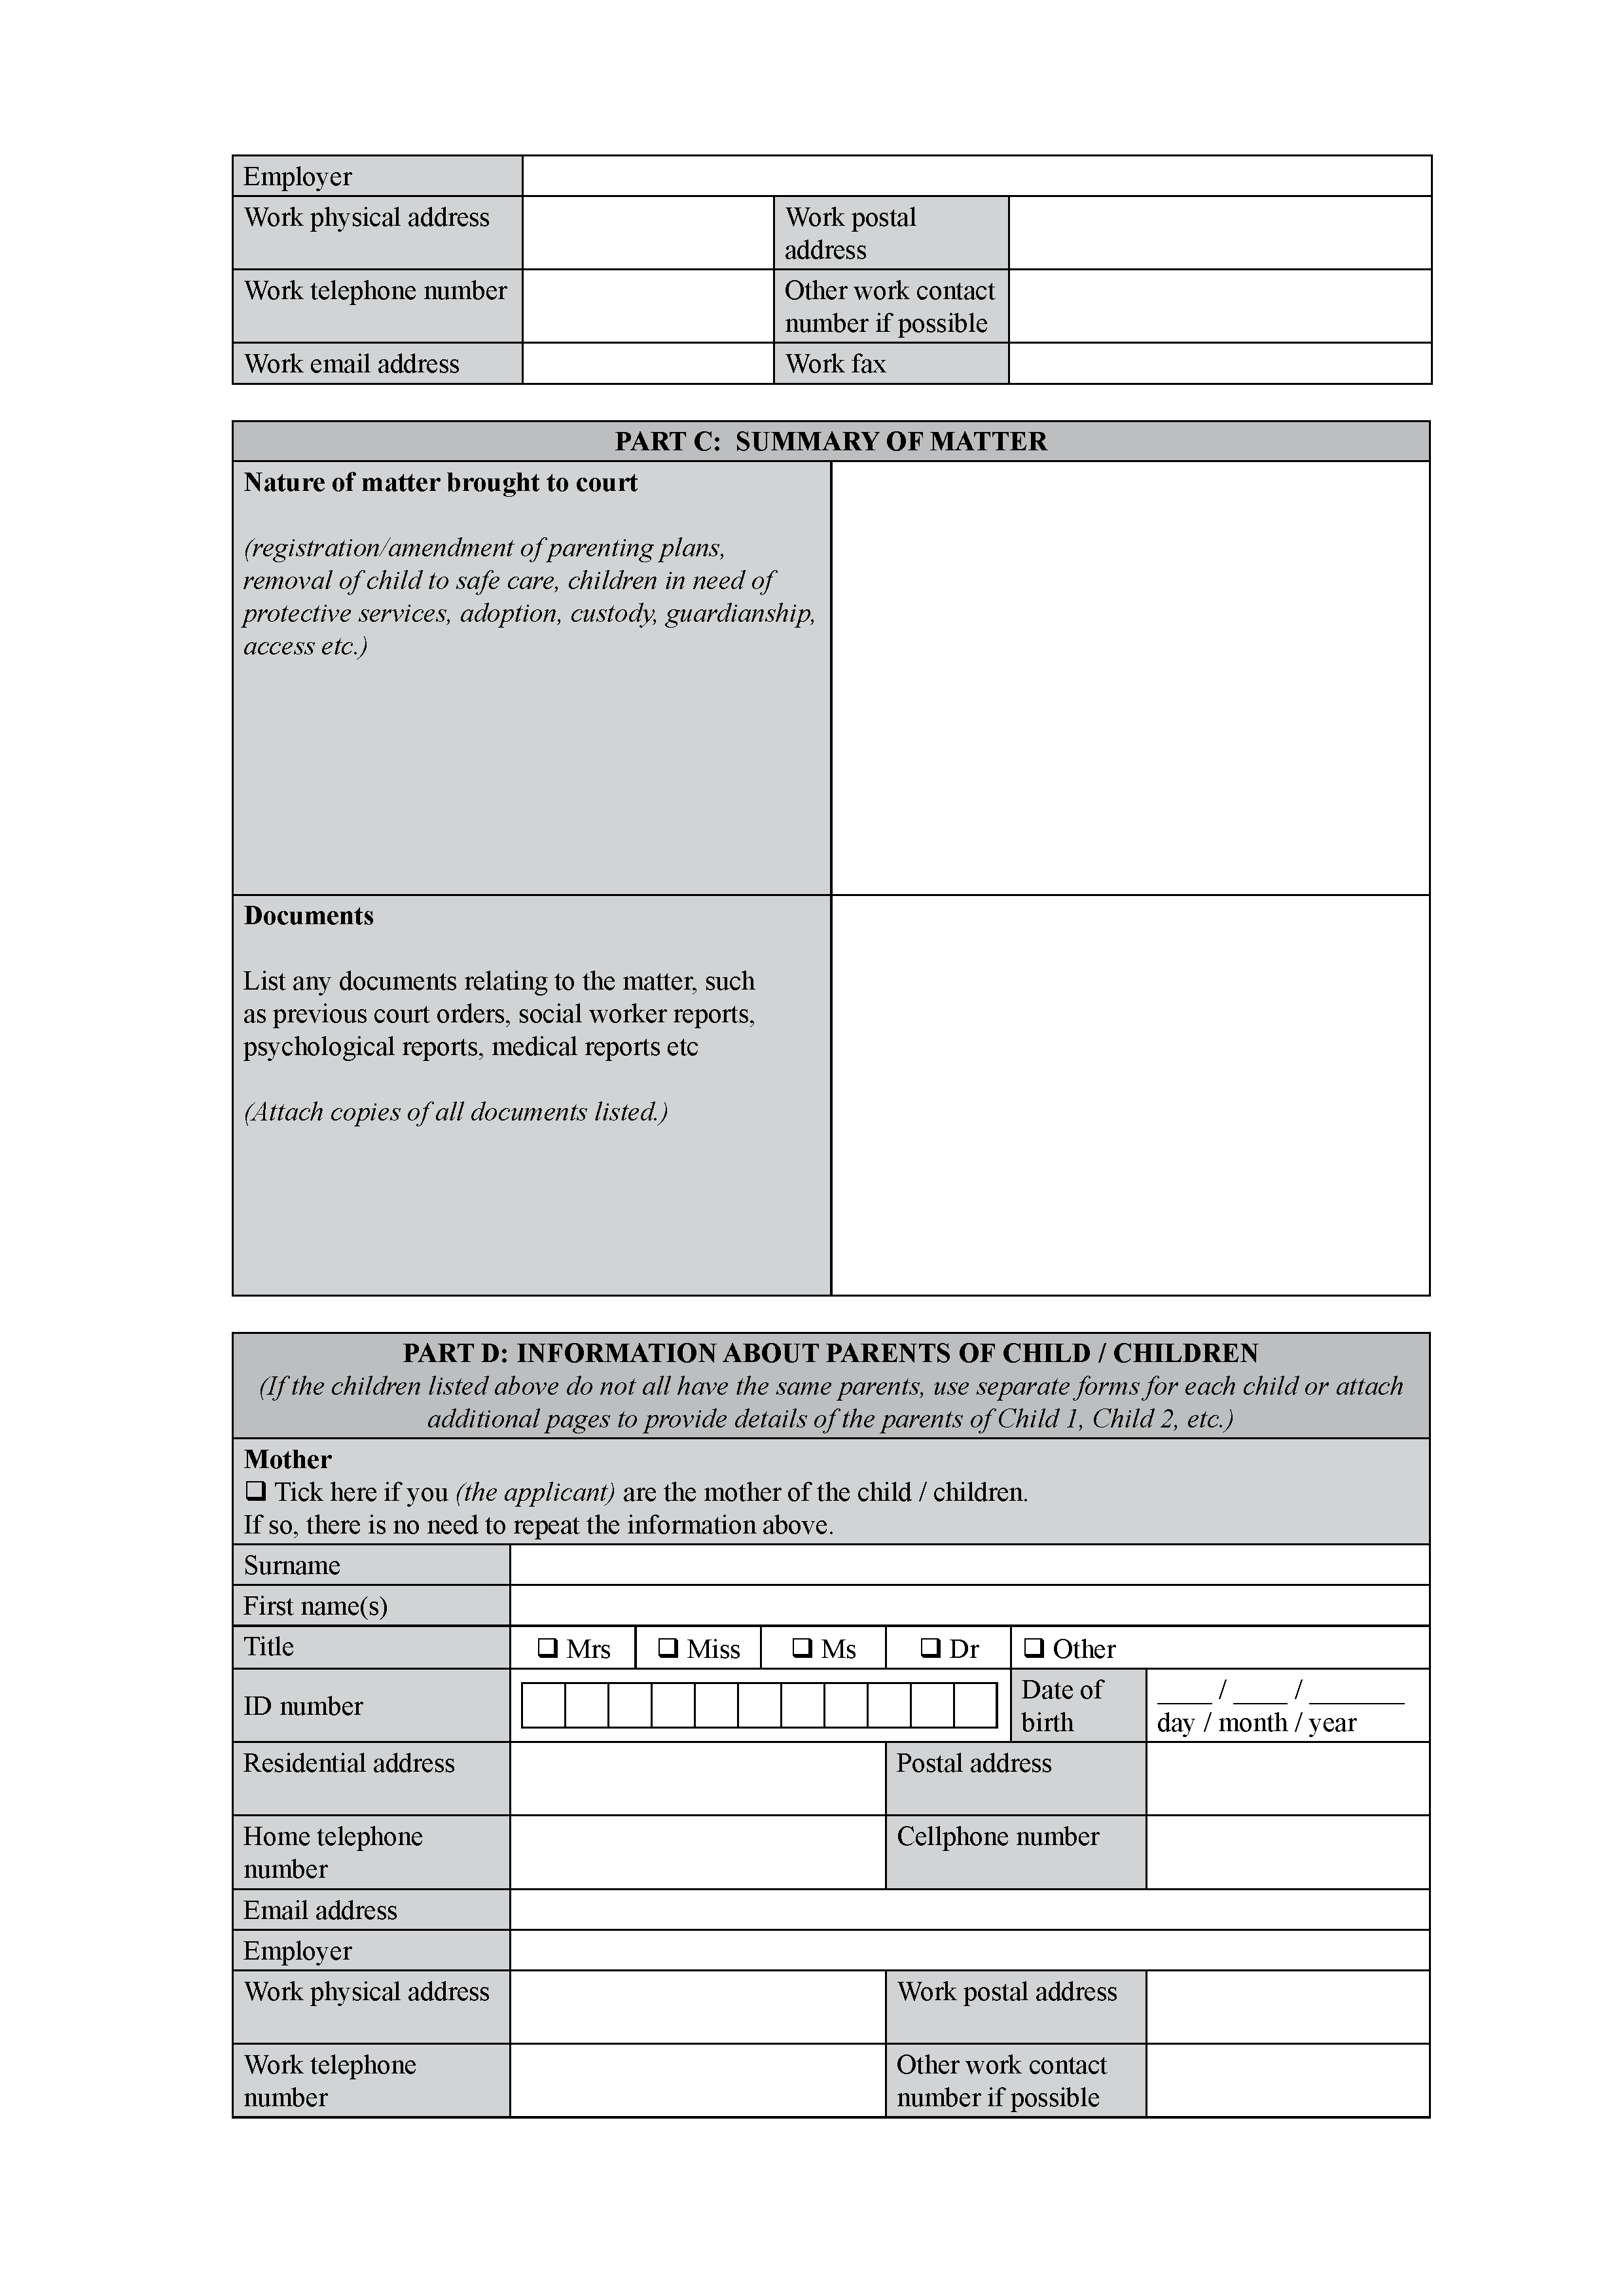 Employer
Work physical address
Work postal
address
Work telephone number
Other work contact
number if possible
Work email address
Work fax
PART C:  SUMMARY OF MATTER
Nature of matter brought to court
(registration/amendment of parenting plans,
removal of child to safe care, children in need of
protective services, adoption, custody, guardianship,
access etc.)
Documents
List any documents relating to the matter, such
as previous court orders, social worker reports,
psychological reports, medical reports etc
(Attach copies of all documents listed.)
PART D: INFORMATION ABOUT PARENTS OF CHILD / CHILDREN
(If the children listed above do not all have the same parents, use separate forms for each child or attach
additional pages to provide details of the parents of Child 1, Child 2, etc.)
Mother
❑ Tick here if you (the applicant) are the mother of the child / children.
If so, there is no need to repeat the information above.
Surname
First name(s)
Title ❑ Mrs ❑ Miss ❑ Ms ❑ Dr ❑ Other
ID number
Date of
birth
____ / ____ / _______
day / month / year
Residential address
Postal address
Home telephone
number
Cellphone number
Email address
Employer
Work physical address
Work postal address
Work telephone
number
Other work contact
number if possible